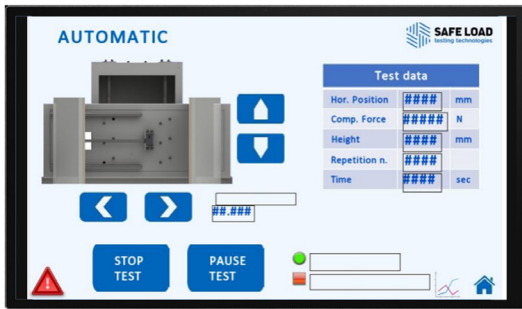 AUTOMATIC
SAFE LOAD
testing technologies
Test data
Hor. Position #### mm
Comp. Force ##### N
Height #### mm
Repetition n. ####
Time #### sec
##.###
STOP TEST
PAUSE TEST